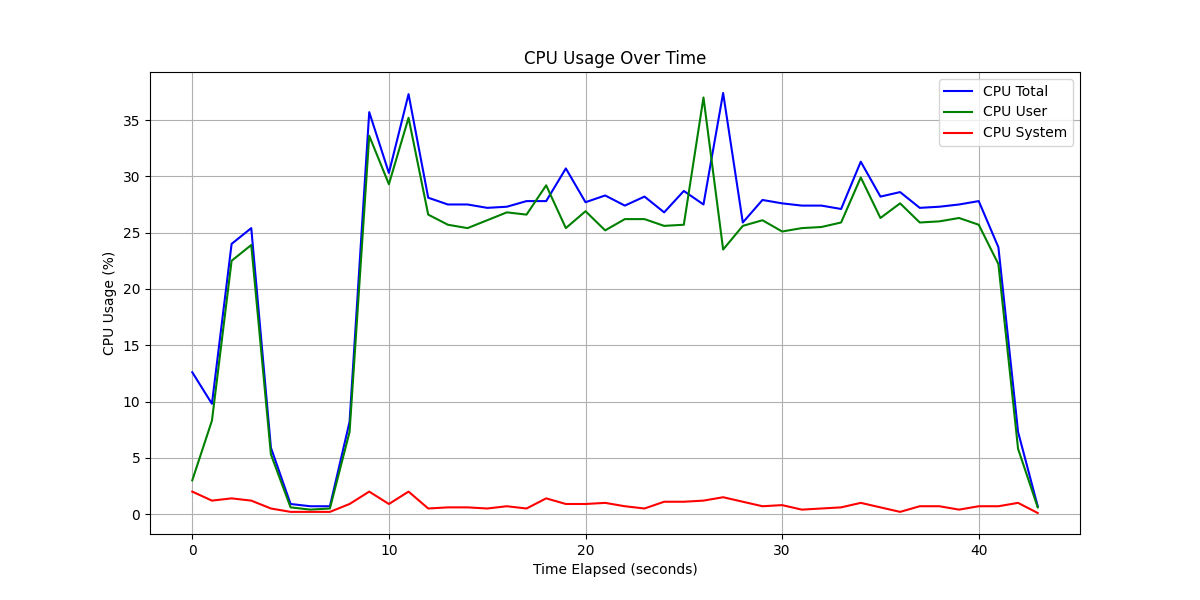 CPU Usage Over Time
CPU Total
CPU User
CPU System
CPU Usage (%)
35
30
25
20
15
10
5
0
0 10 20 30 40
Time Elapsed (seconds)